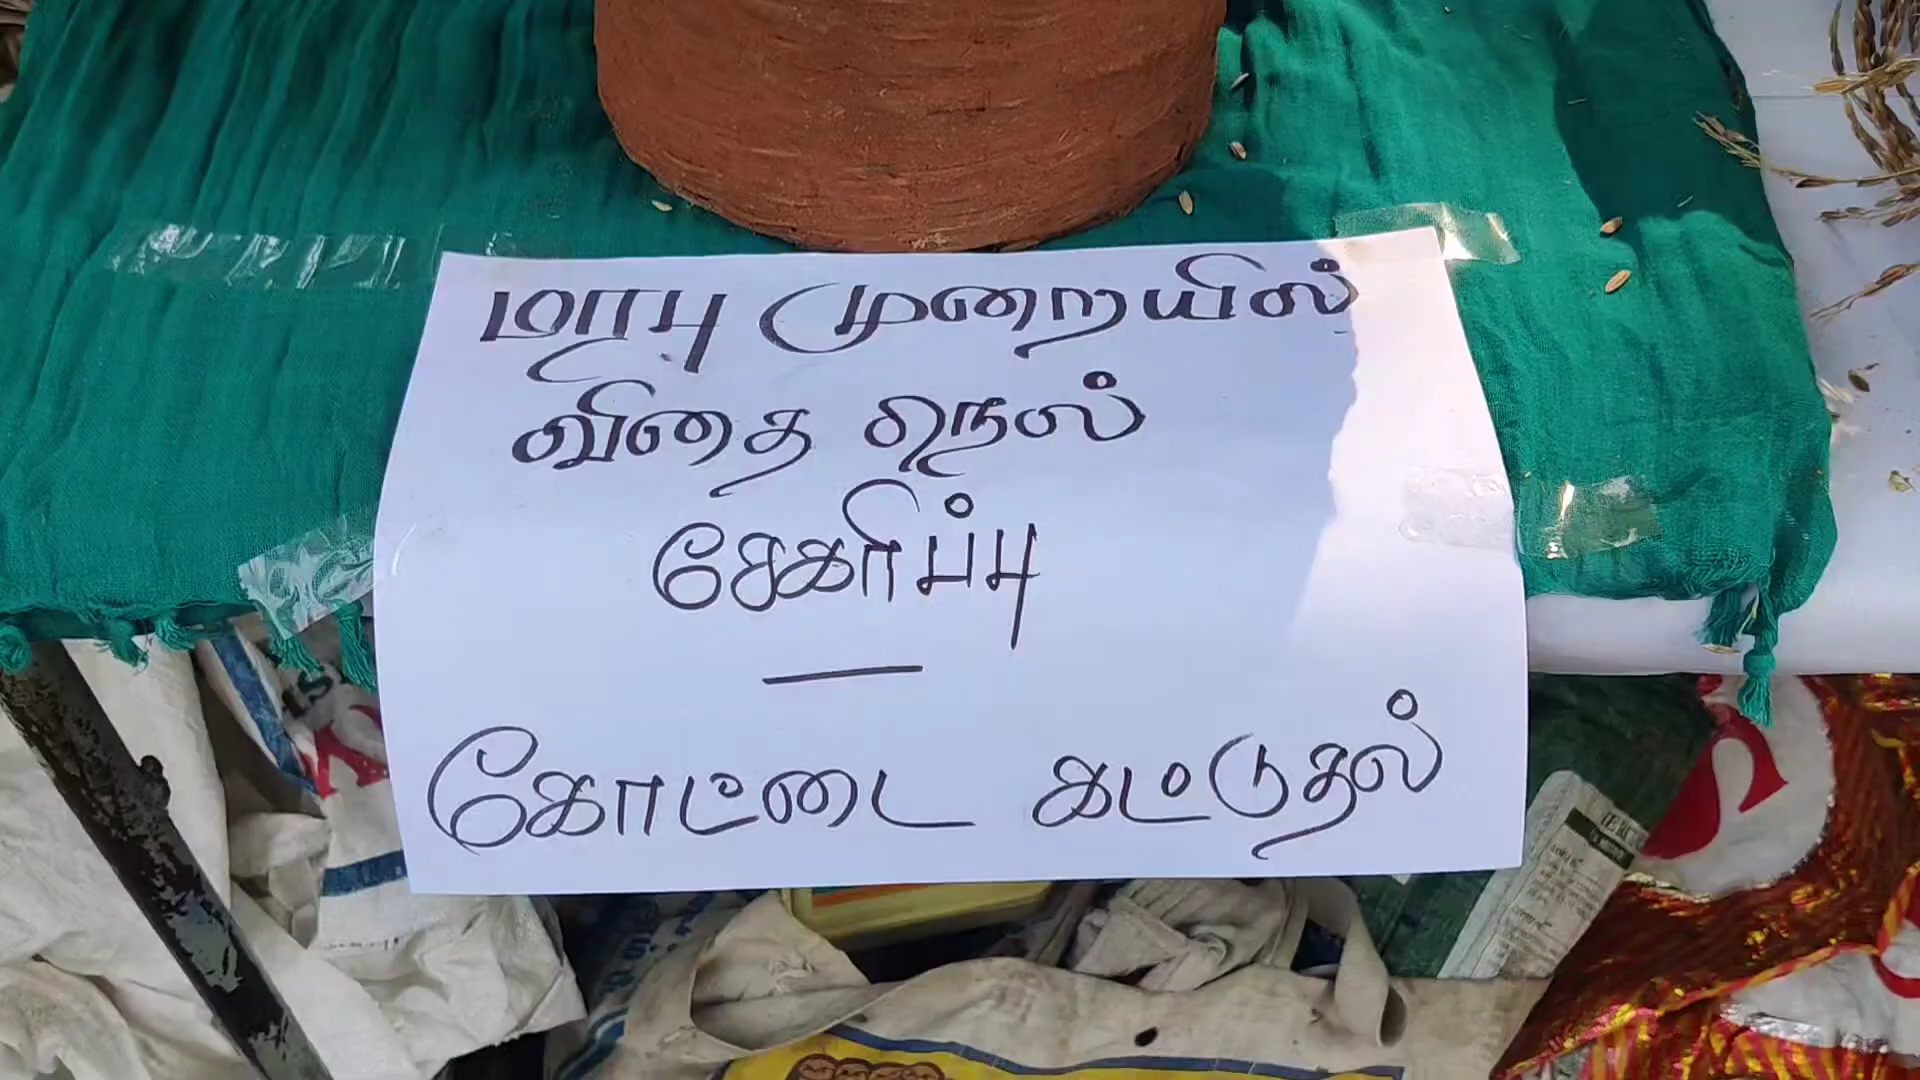 மரபு முறையில்
விதை நெல்
சேகரிப்பு
—
கோட்டை கட்டுதல்